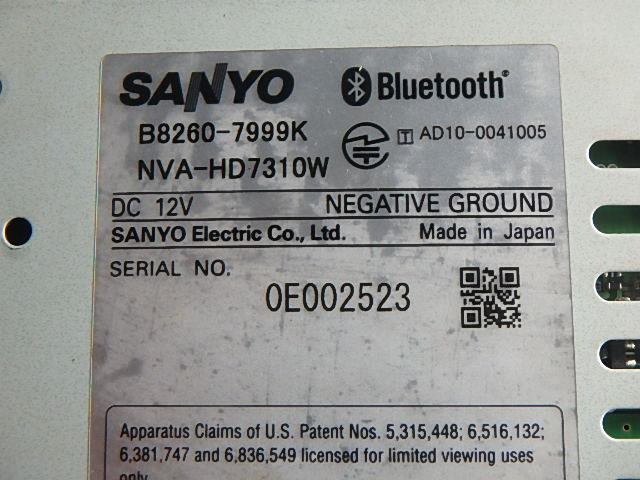 SANYO Bluetooth®
B8260-7999K
T AD10-0041005
NVA-HD7310W
DC 12V NEGATIVE GROUND
SANYO Electric Co., Ltd. Made in Japan
SERIAL NO.
0E002523
Apparatus Claims of U.S. Patent Nos. 5,315,448; 6,516,132;
6,381,747 and 6,836,549 licensed for limited viewing uses
only.